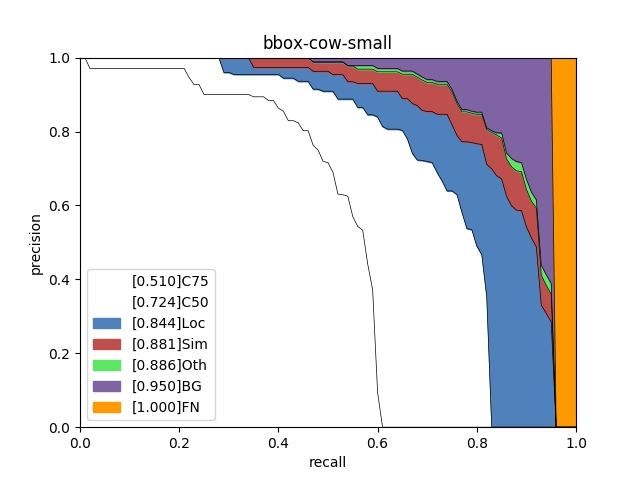 bbox-cow-small
1.0
0.8
0.6
0.4
0.2
0.0
precision
[0.510]C75
[0.724]C50
[0.844]Loc
[0.881]Sim
[0.886]Oth
[0.950]BG
[1.000]FN
0.0 0.2 0.4 0.6 0.8 1.0
recall